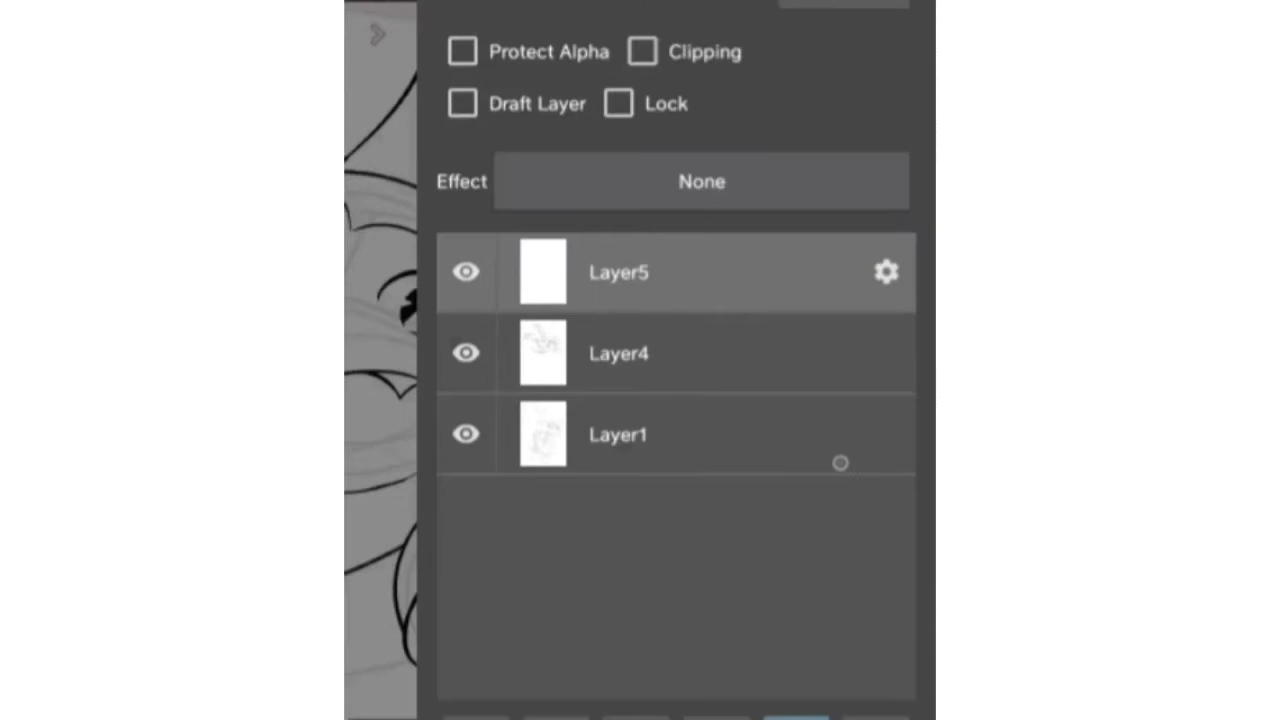 Protect Alpha Clipping
Draft Layer Lock
Effect None
Layer5
Layer4
Layer1